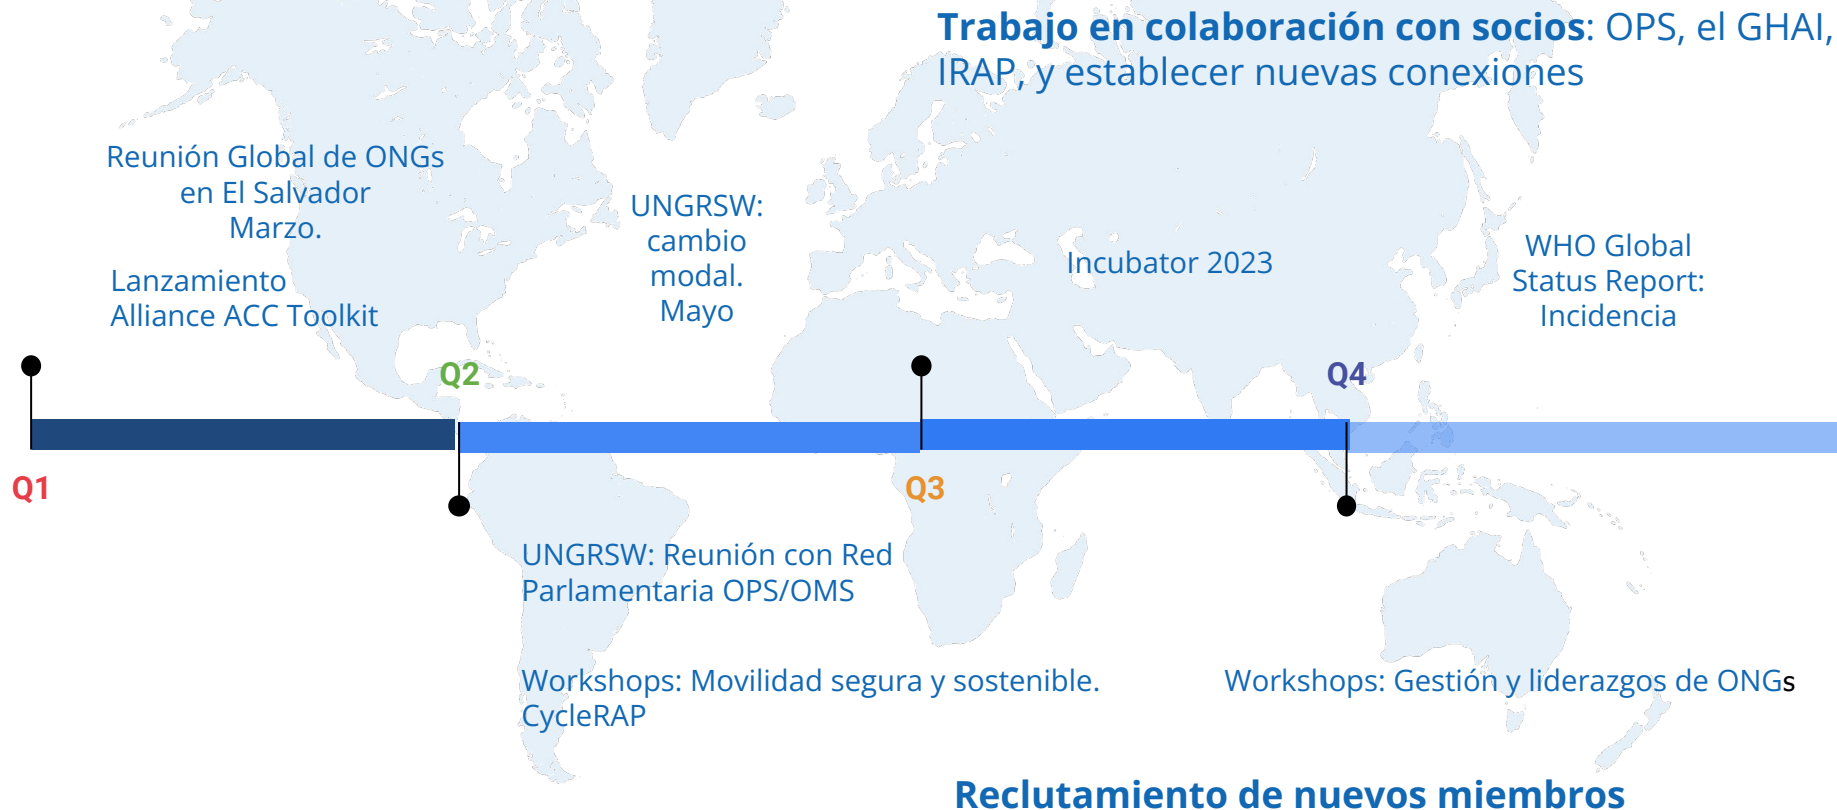 Trabajo en colaboración con socios: OPS, el GHAI,
IRAP, y establecer nuevas conexiones
Reunión Global de ONGs
en El Salvador
Marzo.
Lanzamiento
Alliance ACC Toolkit
UNGRSW:
cambio
modal.
Mayo
Incubator 2023
WHO Global
Status Report:
Incidencia
Q2
Q4
Q1
Q3
UNGRSW: Reunión con Red
Parlamentaria OPS/OMS
Workshops: Movilidad segura y sostenible.
CycleRAP
Workshops: Gestión y liderazgos de ONGs
Reclutamiento de nuevos miembros